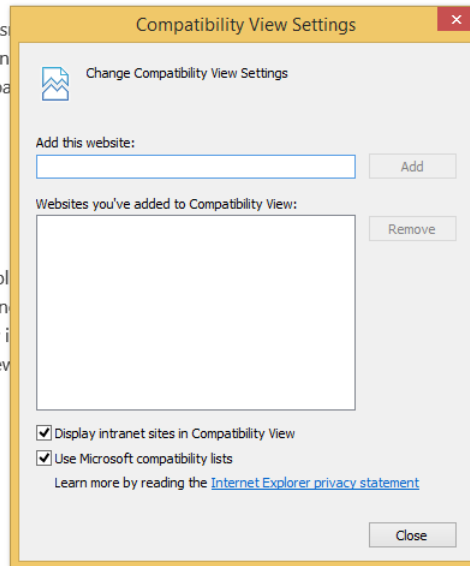 Compatibility View Settings
Change Compatibility View Settings
Add this website:
Add
Websites you've added to Compatibility View:
Remove
Display intranet sites in Compatibility View
Use Microsoft compatibility lists
Learn more by reading the Internet Explorer privacy statement
Close